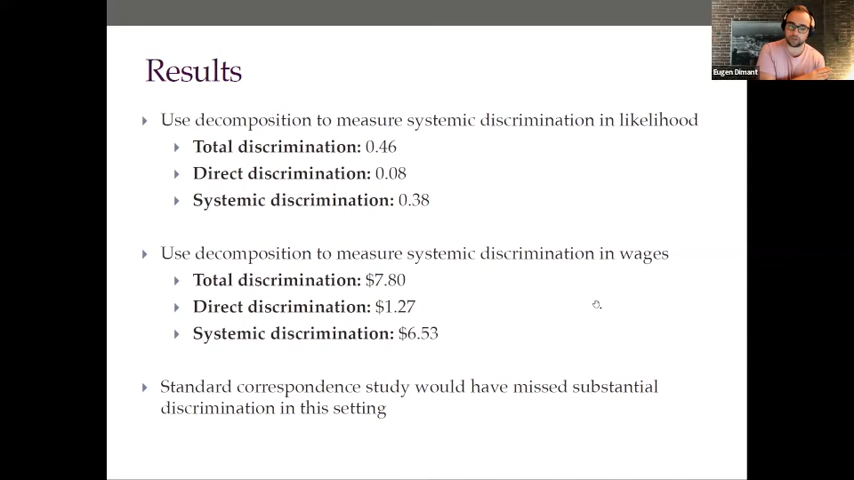 Results
Use decomposition to measure systemic discrimination in likelihood
Total discrimination: 0.46
Direct discrimination: 0.08
Systemic discrimination: 0.38
Use decomposition to measure systemic discrimination in wages
Total discrimination: $7.80
Direct discrimination: $1.27
Systemic discrimination: $6.53
Standard correspondence study would have missed substantial
discrimination in this setting
Eugen Dimant